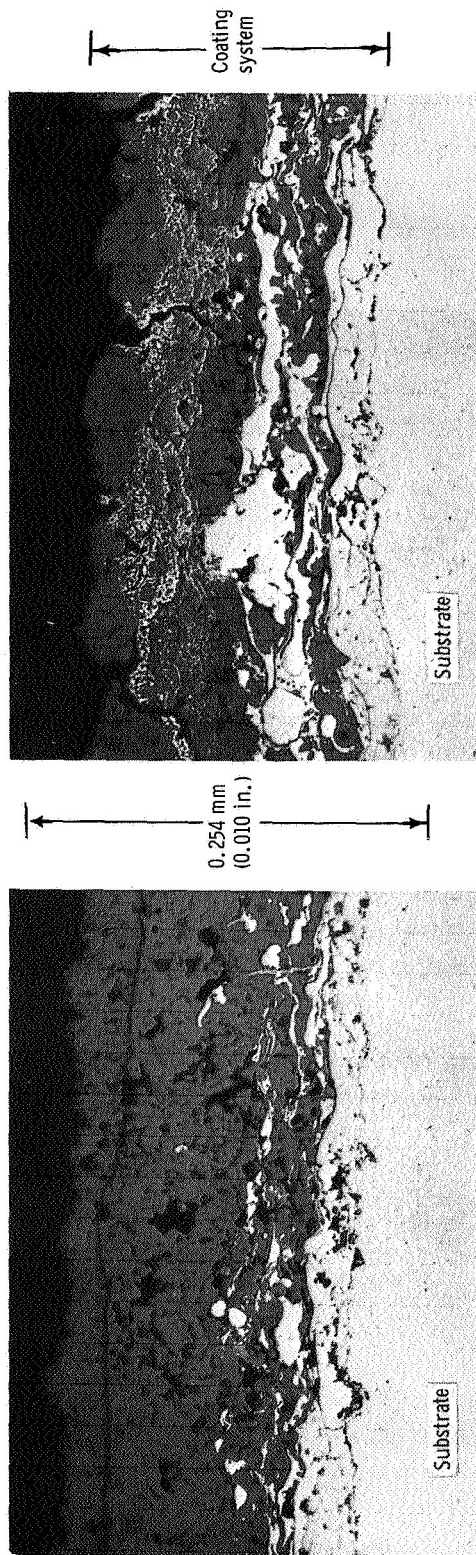 Substrate
0.254 mm
(0.010 in.)
Substrate
Coating
system